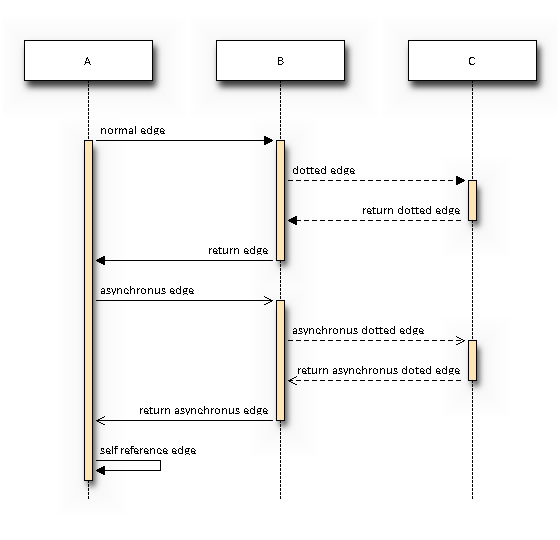 A
B
C
normal edge
dotted edge
return dotted edge
return edge
asynchronus edge
asynchronus dotted edge
return asynchronus doted edge
return asynchronus edge
self reference edge